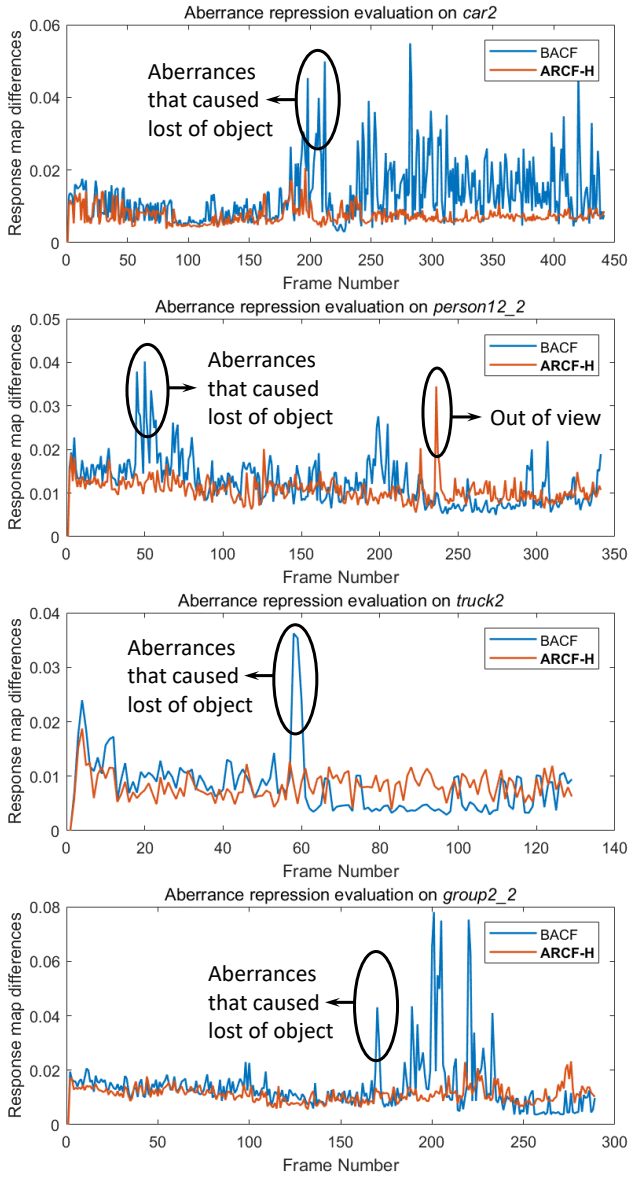 Aberrance repression evaluation on car2
0.06
0.04
0.02
0
Response map differences
BACF
ARCF-H
Aberrances
that caused
lost of object
0 50 100 150 200 250 300 350 400 450
Frame Number
Aberrance repression evaluation on person12_2
0.05
0.04
0.03
0.02
0.01
0
Response map differences
BACF
ARCF-H
Aberrances
that caused
lost of object
Out of view
0 50 100 150 200 250 300 350
Frame Number
Aberrance repression evaluation on truck2
0.04
0.03
0.02
0.01
0
Response map differences
BACF
ARCF-H
Aberrances
that caused
lost of object
0 20 40 60 80 100 120 140
Frame Number
Aberrance repression evaluation on group2_2
0.08
0.06
0.04
0.02
0
Response map differences
BACF
ARCF-H
Aberrances
that caused
lost of object
0 50 100 150 200 250 300
Frame Number